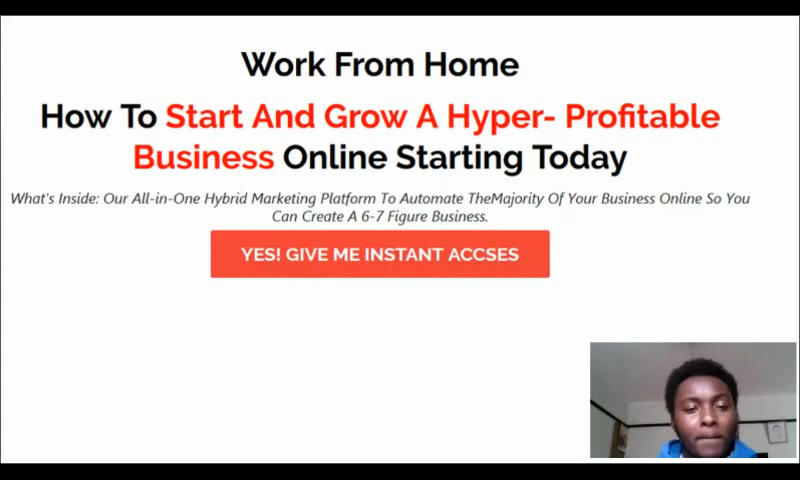 Work From Home
How To Start And Grow A Hyper- Profitable
Business Online Starting Today
What's Inside: Our All-in-One Hybrid Marketing Platform To Automate TheMajority Of Your Business Online So You
Can Create A 6-7 Figure Business.
YES! GIVE ME INSTANT ACCSES